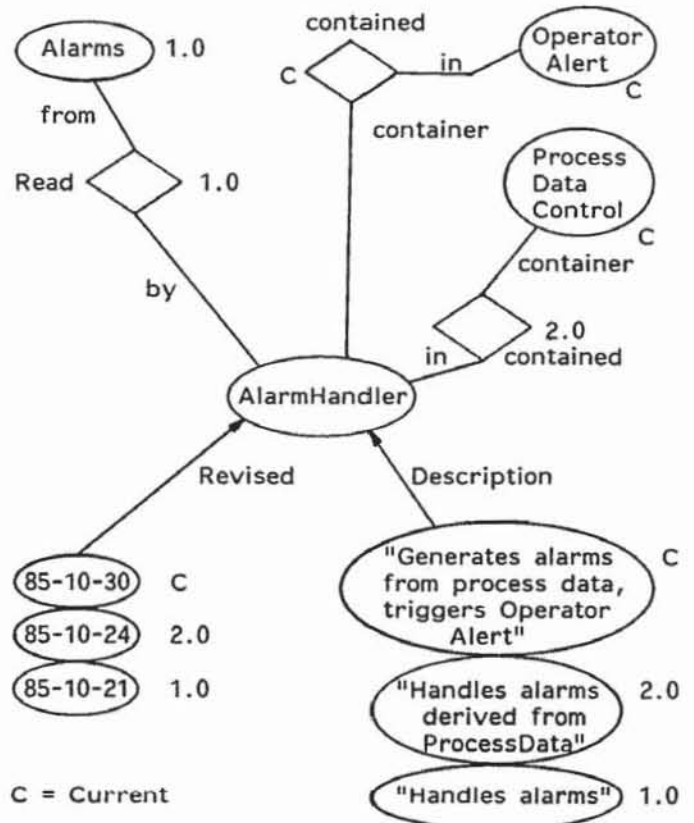 contained
Alarms 1.0
Operator
Alert
C in
C
from
container
Process
Data
Control
C
Read 1.0
container
by
2.0
in contained
AlarmHandler
Revised
Description
85-10-30 C
85-10-24 2.0
85-10-21 1.0
"Generates alarms
from process data,
triggers Operator
Alert"
C
"Handles alarms
derived from
ProcessData"
2.0
"Handles alarms" 1.0
C = Current